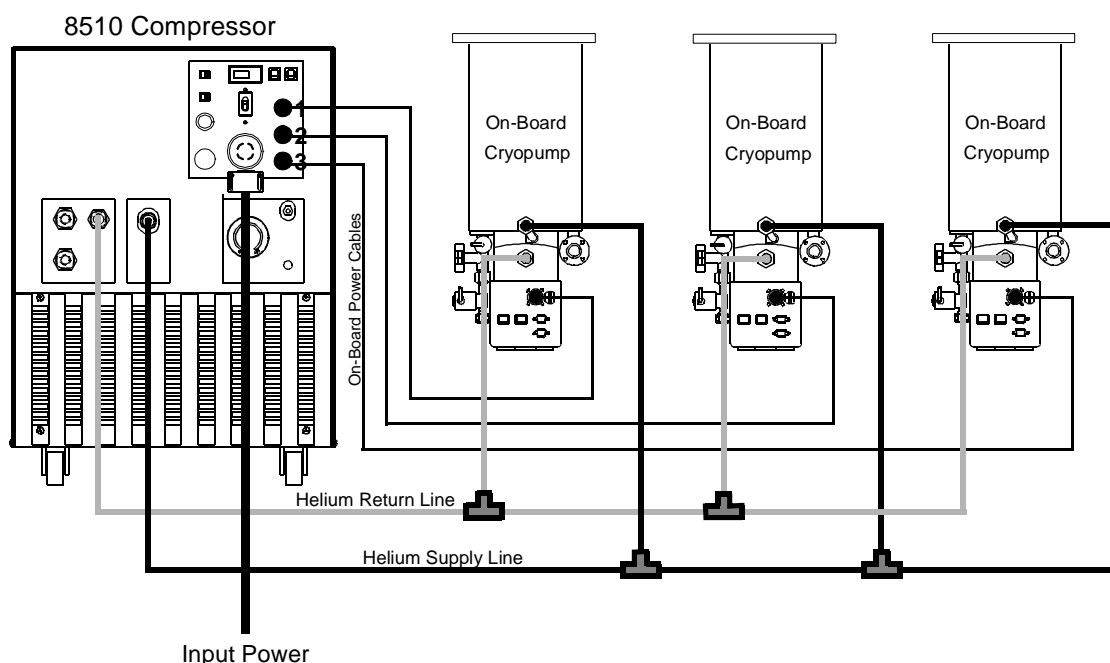 8510 Compressor
1
2
3
On-Board
Cryopump
On-Board
Cryopump
On-Board
Cryopump
On-Board Power Cables
Helium Return Line
Helium Supply Line
Input Power